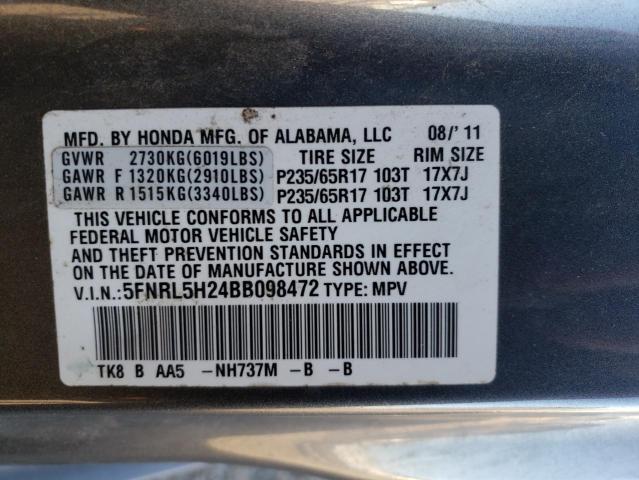 MFD. BY HONDA MFG. OF ALABAMA, LLC 08/'11
GVWR 2730KG(6019LBS) TIRE SIZE RIM SIZE
GAWR F 1320KG(2910LBS) P235/65R17 103T 17X7J
GAWR R 1515KG(3340LBS) P235/65R17 103T 17X7J
THIS VEHICLE CONFORMS TO ALL APPLICABLE
FEDERAL MOTOR VEHICLE SAFETY
AND THEFT PREVENTION STANDARDS IN EFFECT
ON THE DATE OF MANUFACTURE SHOWN ABOVE.
V.I.N.:5FNRL5H24BB098472 TYPE: MPV
TK8 B AA5 -NH737M -B -B